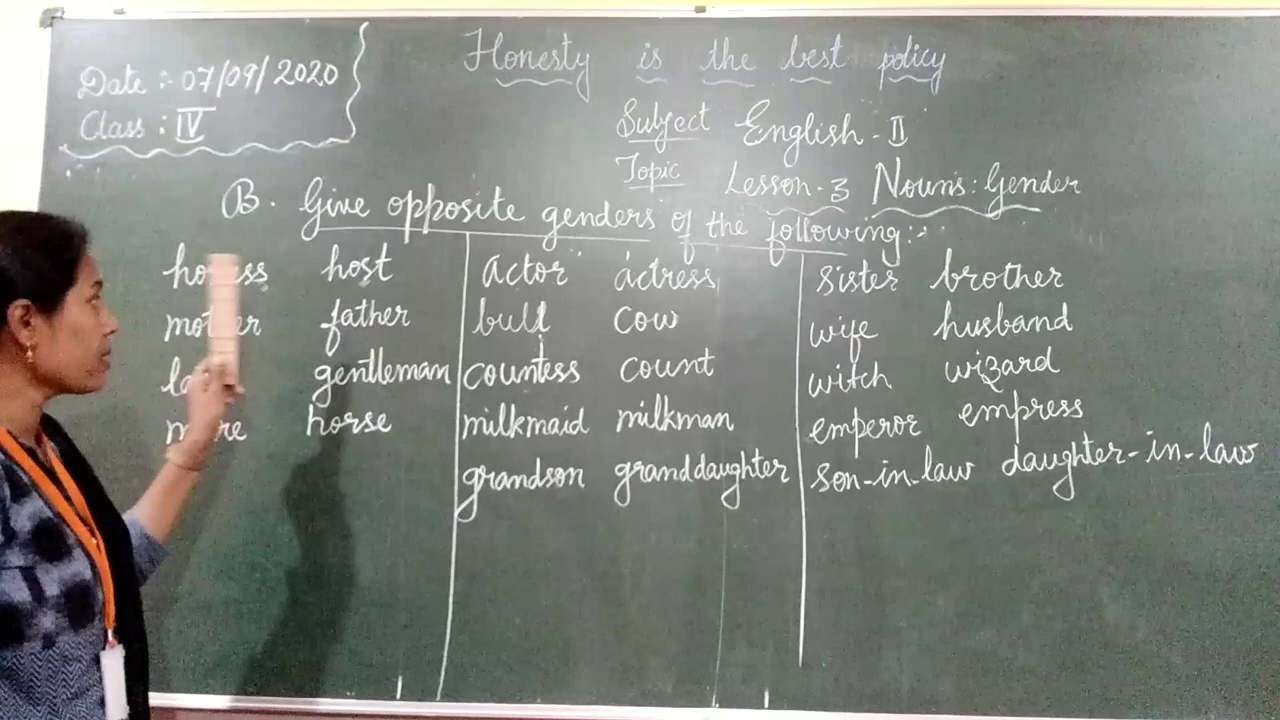 Honesty is the best policy
Date :- 07/09/2020
Class : IV
Subject English - II
Topic Lesson-3 Nouns: Gender
B. Give opposite genders of the following:-
host actor actress sister brother
father bull cow wife husband
gentleman countess count witch wizard
horse milkmaid milkman emperor empress
grandson granddaughter son-in-law daughter-in-law